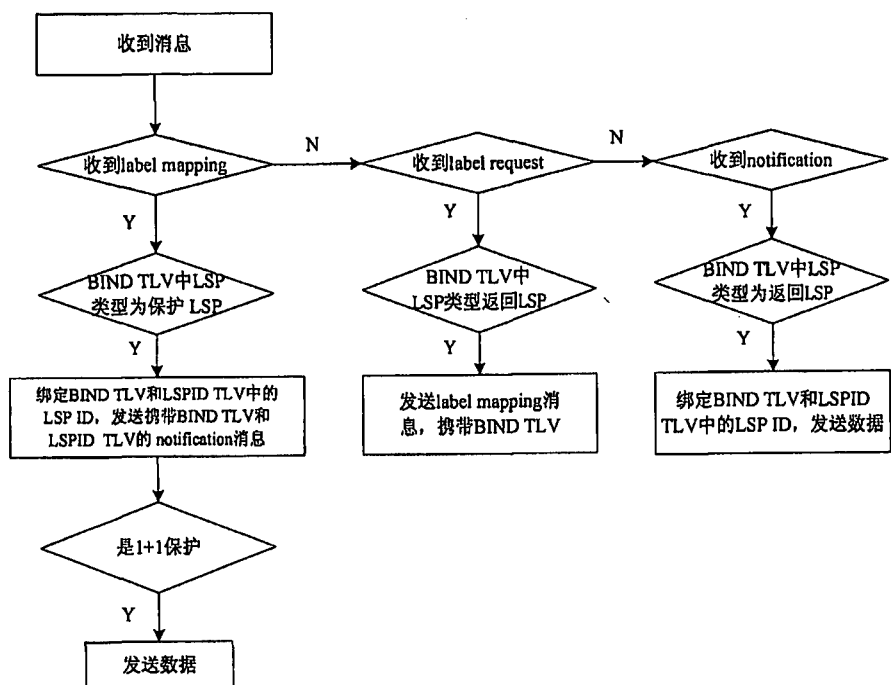 收到消息
收到label mapping
N
收到label request
N
收到notification
Y
Y
Y
BIND TLV中LSP
类型为保护 LSP
BIND TLV中
LSP类型返回LSP
BIND TLV中LSP
类型为返回LSP
Y
Y
Y
绑定BIND TLV和LSPID TLV中的
LSP ID，发送携带BIND TLV和
LSPID TLV的 notification消息
发送label mapping消
息，携带BIND TLV
绑定BIND TLV和LSPID
TLV中的LSP ID，发送数据
是1+1保护
Y
发送数据